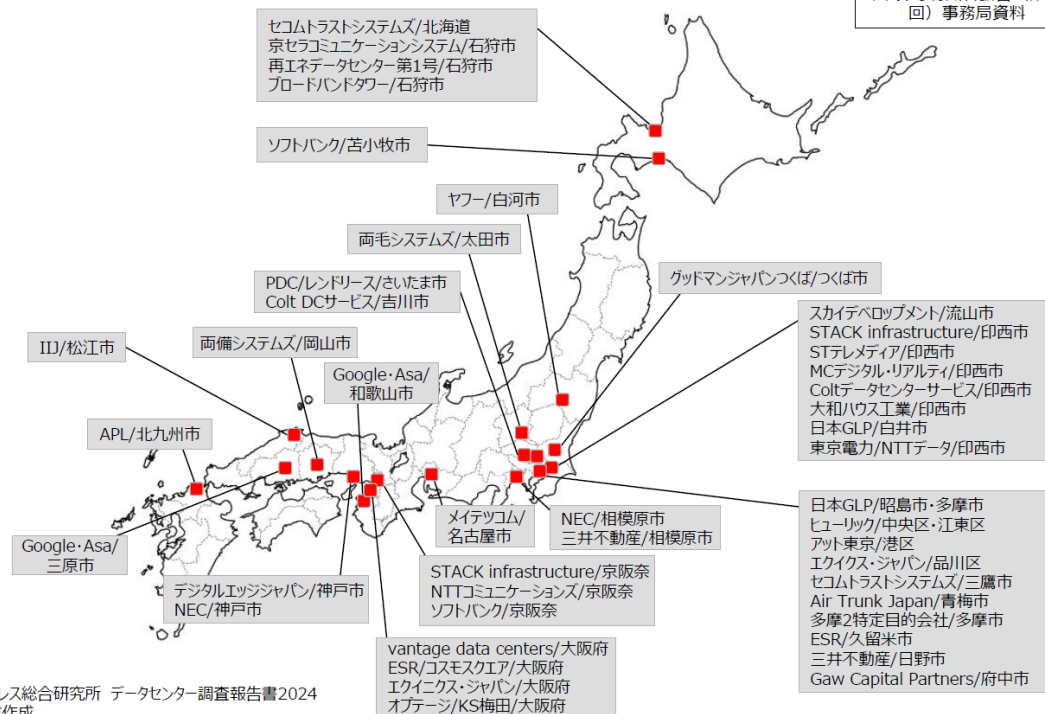 回）事務局資料
セコムトラストシステムズ/北海道
京セラコミュニケーションシステム/石狩市
再エネデータセンター第1号/石狩市
ブロードバンドタワー/石狩市
ソフトバンク/苫小牧市
ヤフー/白河市
両毛システムズ/太田市
グッドマンジャパンつくば/つくば市
PDC/レンドリース/さいたま市
Colt DCサービス/吉川市
スカイデベロップメント/流山市
STACK infrastructure/印西市
STテレメディア/印西市
MCデジタル・リアルティ/印西市
Coltデータセンターサービス/印西市
大和ハウス工業/印西市
日本GLP/白井市
東京電力/NTTデータ/印西市
IIJ/松江市
両備システムズ/岡山市
Google・Asa/
和歌山市
APL/北九州市
Google・Asa/
三原市
デジタルエッジジャパン/神戸市
NEC/神戸市
メイテツコム/
名古屋市
NEC/相模原市
三井不動産/相模原市
STACK infrastructure/京阪奈
NTTコミュニケーションズ/京阪奈
ソフトバンク/京阪奈
日本GLP/昭島市・多摩市
ヒューリック/中央区・江東区
アット東京/港区
エクイクス・ジャパン/品川区
セコムトラストシステムズ/三鷹市
Air Trunk Japan/青梅市
多摩2特定目的会社/多摩市
ESR/久留米市
三井不動産/日野市
Gaw Capital Partners/府中市
vantage data centers/大阪府
ESR/コスモスクエア/大阪府
エクイニクス・ジャパン/大阪府
オプテージ/KS梅田/大阪府
レス総合研究所 データセンター調査報告書2024
作成